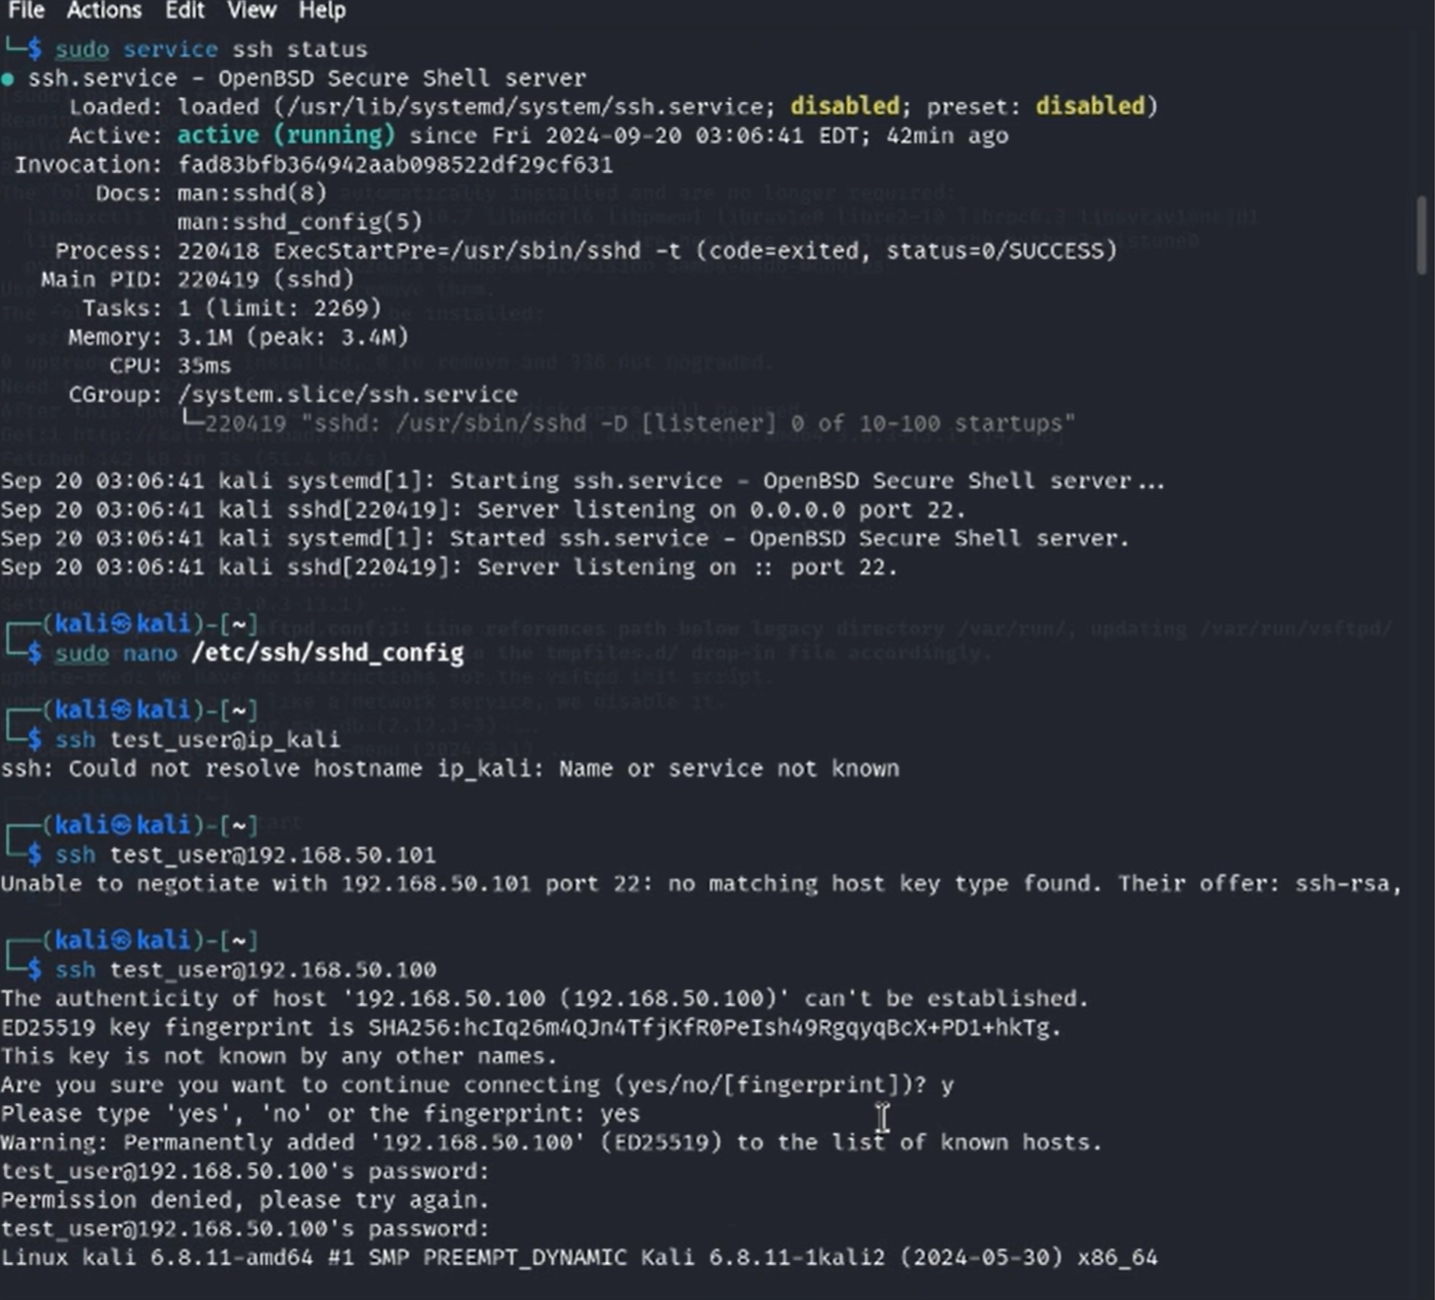 File Actions Edit View Help
└─$ sudo service ssh status
● ssh.service - OpenBSD Secure Shell server
Loaded: loaded (/usr/lib/systemd/system/ssh.service; disabled; preset: disabled)
Active: active (running) since Fri 2024-09-20 03:06:41 EDT; 42min ago
Invocation: fad83bfb364942aab098522df29cf631
Docs: man:sshd(8)
man:sshd_config(5)
Process: 220418 ExecStartPre=/usr/sbin/sshd -t (code=exited, status=0/SUCCESS)
Main PID: 220419 (sshd)
Tasks: 1 (limit: 2269)
Memory: 3.1M (peak: 3.4M)
CPU: 35ms
CGroup: /system.slice/ssh.service
└─220419 "sshd: /usr/sbin/sshd -D [listener] 0 of 10-100 startups"
Sep 20 03:06:41 kali systemd[1]: Starting ssh.service - OpenBSD Secure Shell server...
Sep 20 03:06:41 kali sshd[220419]: Server listening on 0.0.0.0 port 22.
Sep 20 03:06:41 kali systemd[1]: Started ssh.service - OpenBSD Secure Shell server.
Sep 20 03:06:41 kali sshd[220419]: Server listening on :: port 22.
┌──(kali㉿kali)-[~]
└─$ sudo nano /etc/ssh/sshd_config
┌──(kali㉿kali)-[~]
└─$ ssh test_user@ip_kali
ssh: Could not resolve hostname ip_kali: Name or service not known
┌──(kali㉿kali)-[~]
└─$ ssh test_user@192.168.50.101
Unable to negotiate with 192.168.50.101 port 22: no matching host key type found. Their offer: ssh-rsa,
┌──(kali㉿kali)-[~]
└─$ ssh test_user@192.168.50.100
The authenticity of host '192.168.50.100 (192.168.50.100)' can't be established.
ED25519 key fingerprint is SHA256:hcIq26m4QJn4TfjKfR0PeIsh49RgqyqBcX+PD1+hkTg.
This key is not known by any other names.
Are you sure you want to continue connecting (yes/no/[fingerprint])? y
Please type 'yes', 'no' or the fingerprint: yes
Warning: Permanently added '192.168.50.100' (ED25519) to the list of known hosts.
test_user@192.168.50.100's password:
Permission denied, please try again.
test_user@192.168.50.100's password:
Linux kali 6.8.11-amd64 #1 SMP PREEMPT_DYNAMIC Kali 6.8.11-1kali2 (2024-05-30) x86_64